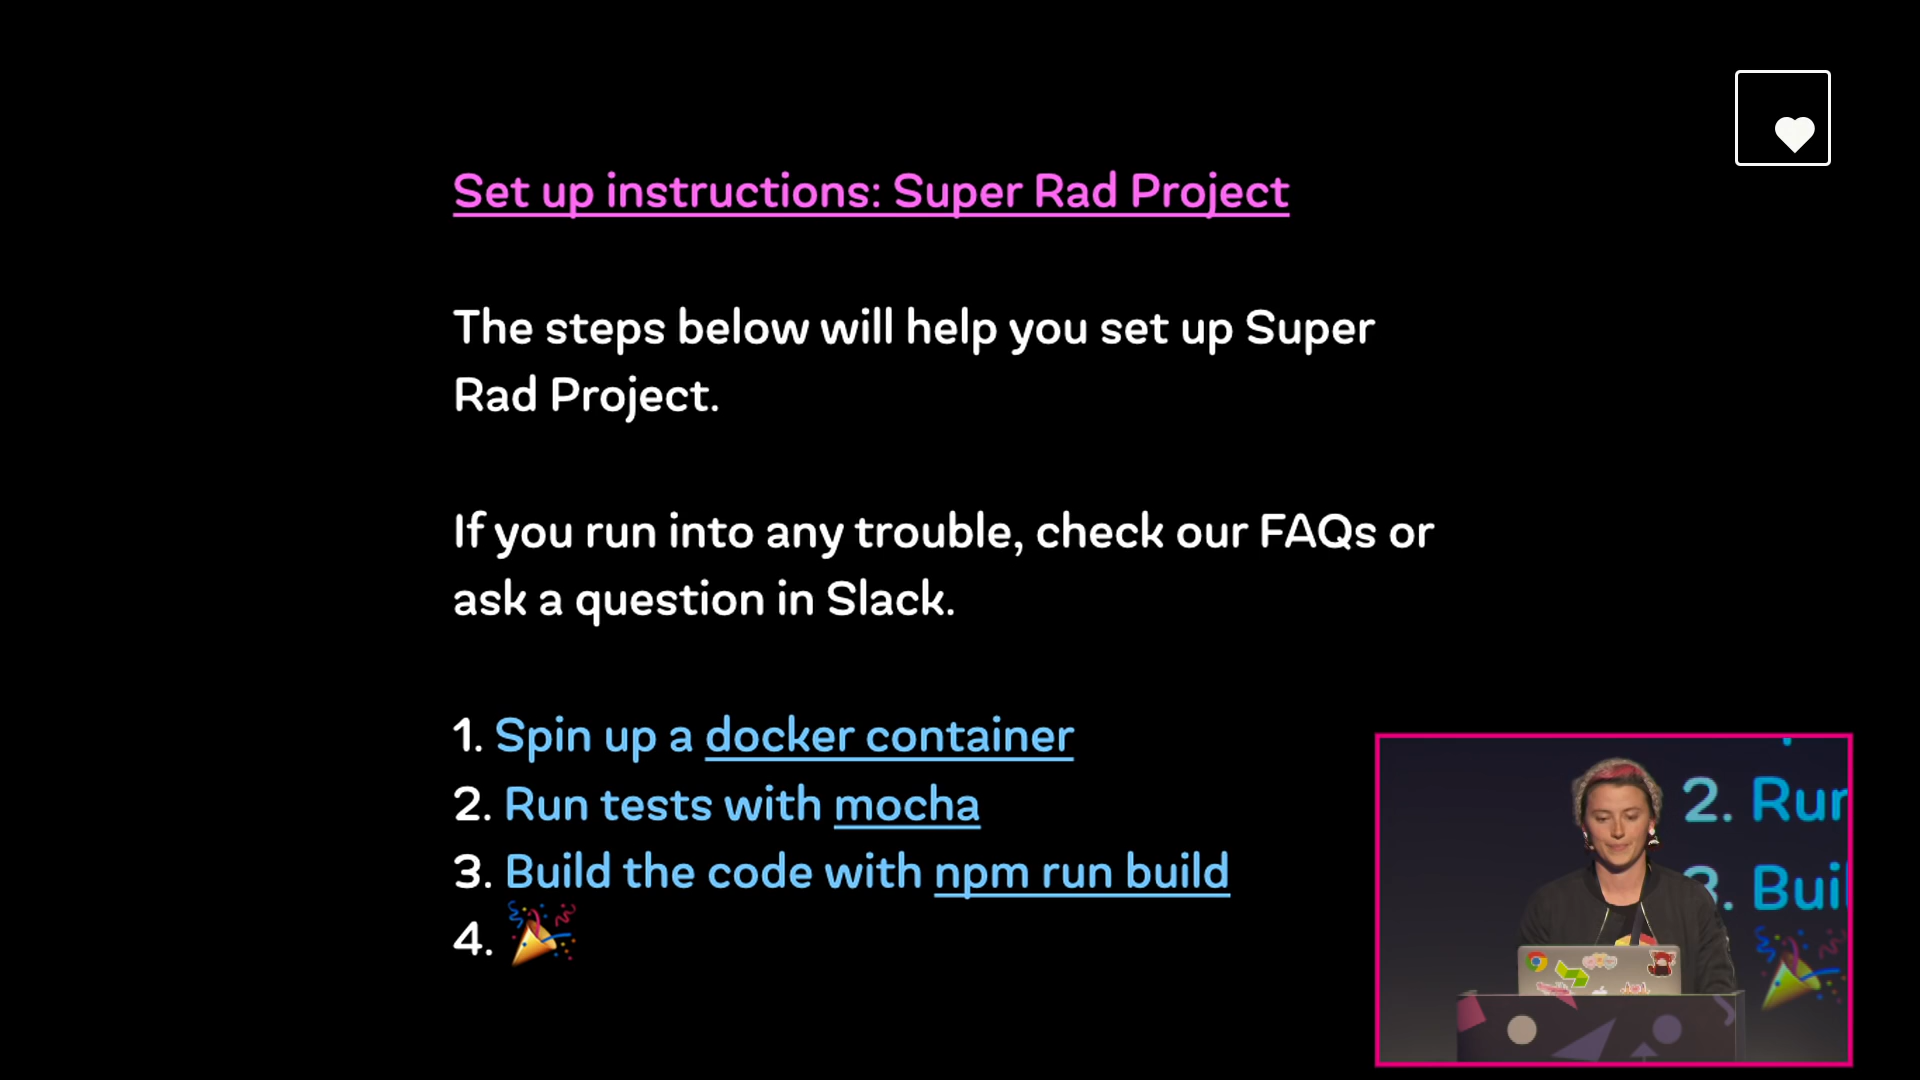 Set up instructions: Super Rad Project
The steps below will help you set up Super
Rad Project.
If you run into any trouble, check our FAQs or
ask a question in Slack.
1. Spin up a docker container
2. Run tests with mocha
3. Build the code with npm run build
4. 🎉
2. Run
3. Buil